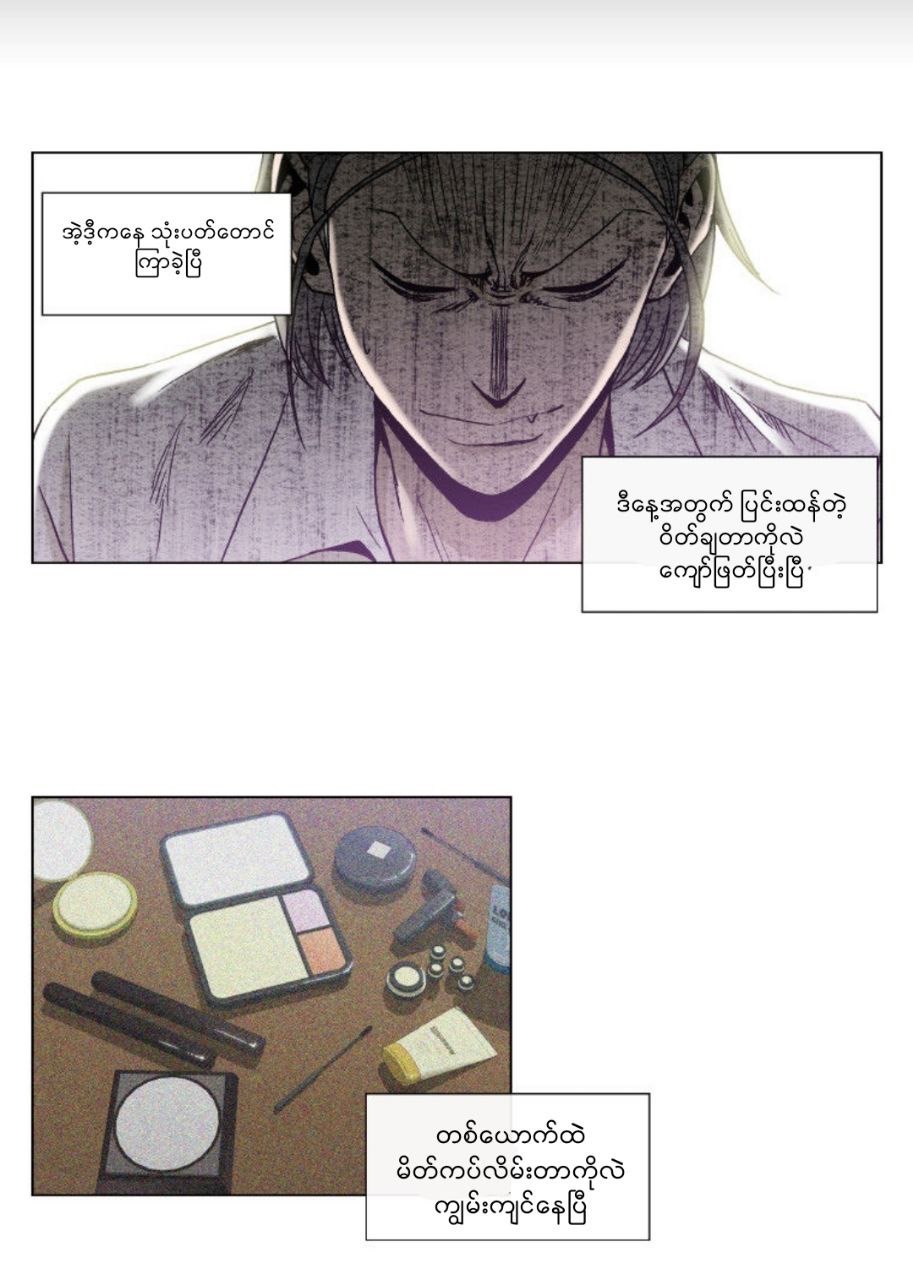 အဲ့ဒီ့ကနေ သုံးပတ်တောင်
ကြာခဲ့ပြီ
ဒီနေ့အတွက် ပြင်းထန်တဲ့
ဝိတ်ချတာကိုလဲ
ကျော်ဖြတ်ပြီးပြီ
တစ်ယောက်ထဲ
မိတ်ကပ်လိမ်းတာကိုလဲ
ကျွမ်းကျင်နေပြီ